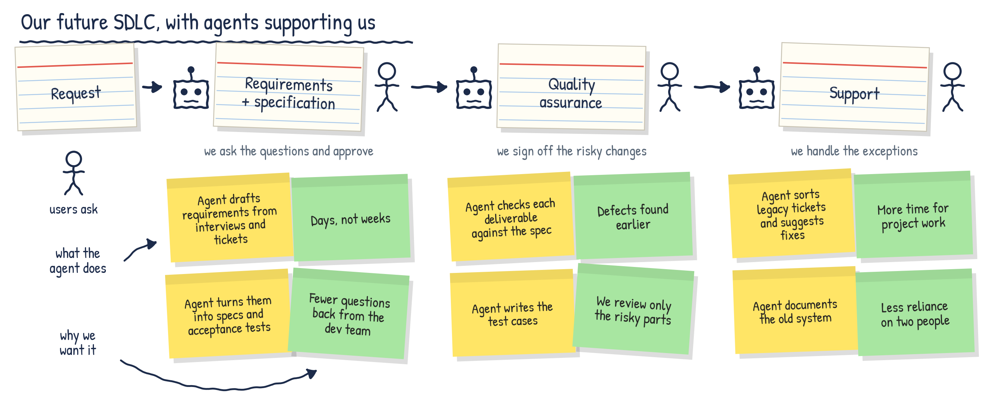 Our future SDLC, with agents supporting us
Request
Requirements
+ specification
Quality
assurance
Support
we ask the questions and approve
we sign off the risky changes
we handle the exceptions
users ask
what the
agent does
why we
want it
Agent drafts
requirements from
interviews and
tickets
Days, not weeks
Agent turns them
into specs and
acceptance tests
Fewer questions
back from the
dev team
Agent checks each
deliverable
against the spec
Defects found
earlier
Agent writes the
test cases
We review only
the risky parts
Agent sorts
legacy tickets
and suggests
fixes
More time for
project work
Agent documents
the old system
Less reliance
on two people